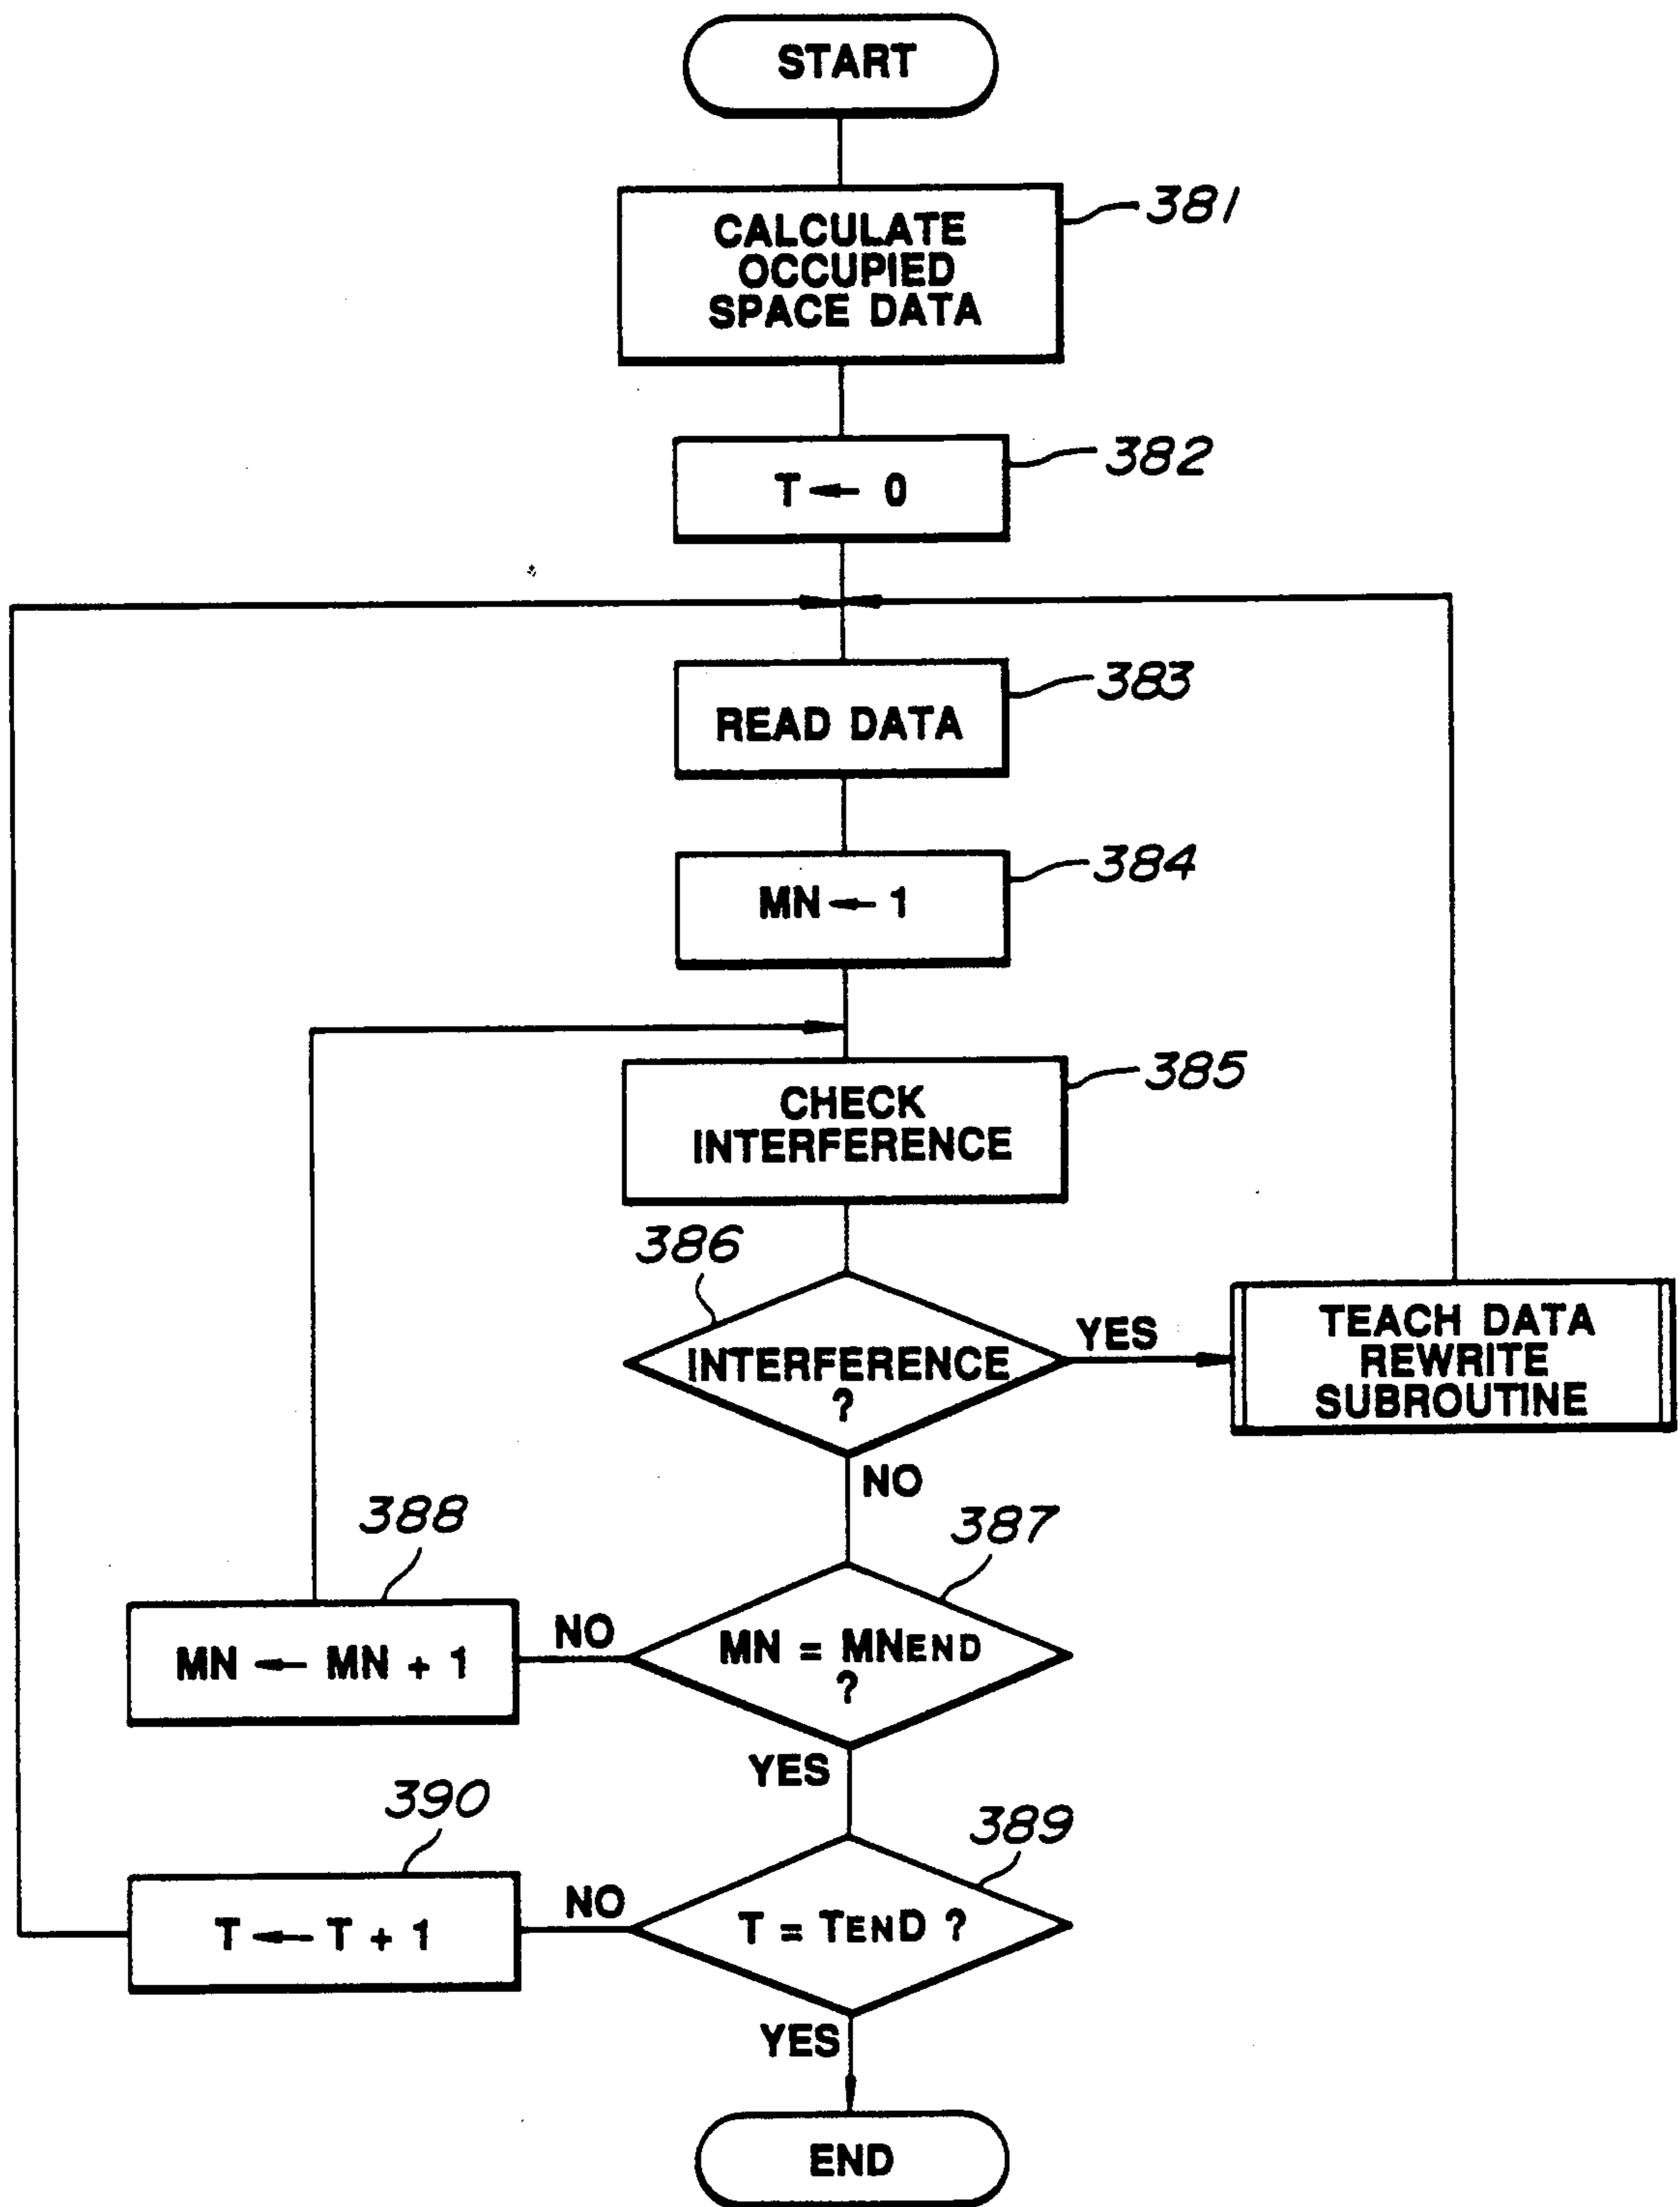 START
CALCULATE
OCCUPIED
SPACE DATA
381
T ← 0
382
READ DATA
383
MN ← 1
384
CHECK
INTERFERENCE
385
386
INTERFERENCE
?
YES
TEACH DATA
REWRITE
SUBROUTINE
NO
387
MN = MNEND
?
NO
388
MN ← MN + 1
YES
389
T = TEND ?
NO
390
T ← T + 1
YES
END